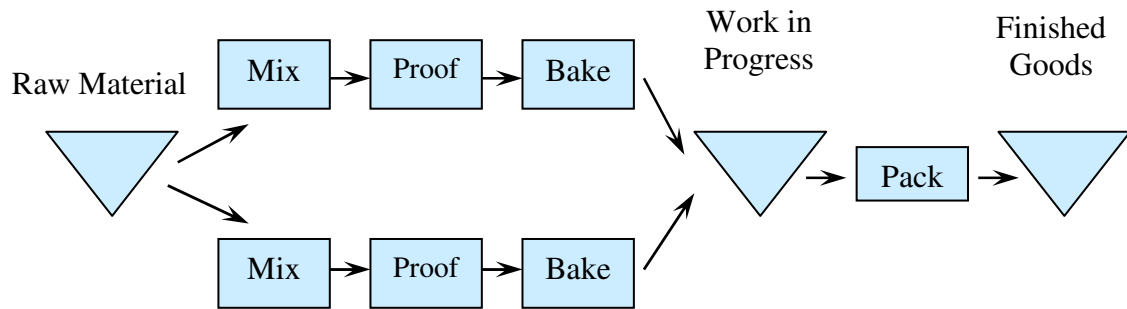 Raw Material
Mix
Proof
Bake
Mix
Proof
Bake
Work in
Progress
Pack
Finished
Goods